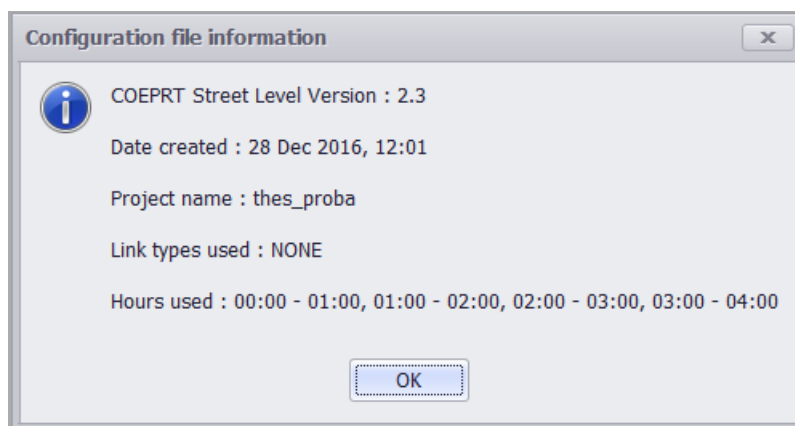 Configuration file information
COEPRT Street Level Version : 2.3
Date created : 28 Dec 2016, 12:01
Project name : thes_proba
Link types used : NONE
Hours used : 00:00 - 01:00, 01:00 - 02:00, 02:00 - 03:00, 03:00 - 04:00
OK